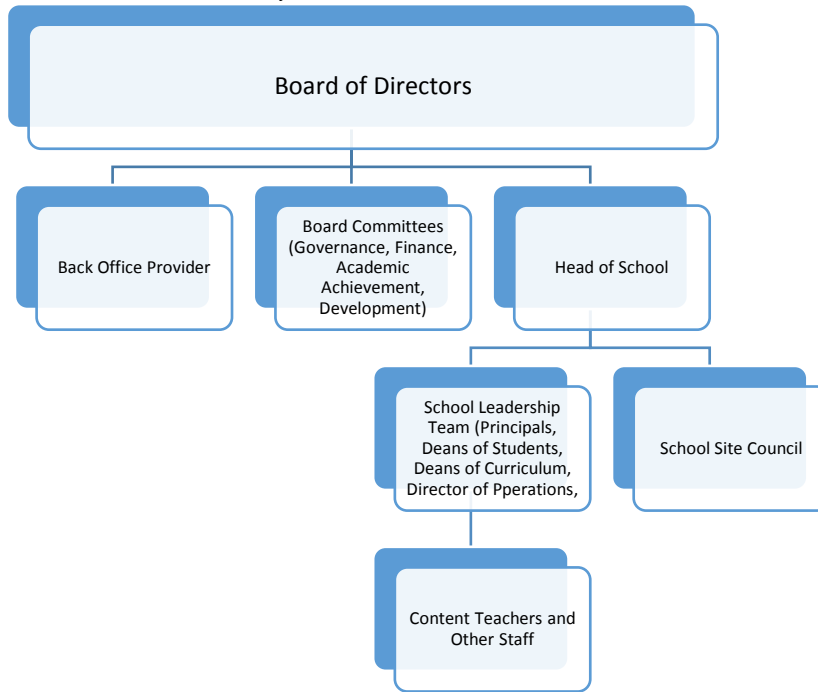 Board of Directors
Back Office Provider
Board Committees
(Governance, Finance,
Academic
Achievement,
Development)
Head of School
School Leadership
Team (Principals,
Deans of Students,
Deans of Curriculum,
Director of Pperations,
School Site Council
Content Teachers and
Other Staff